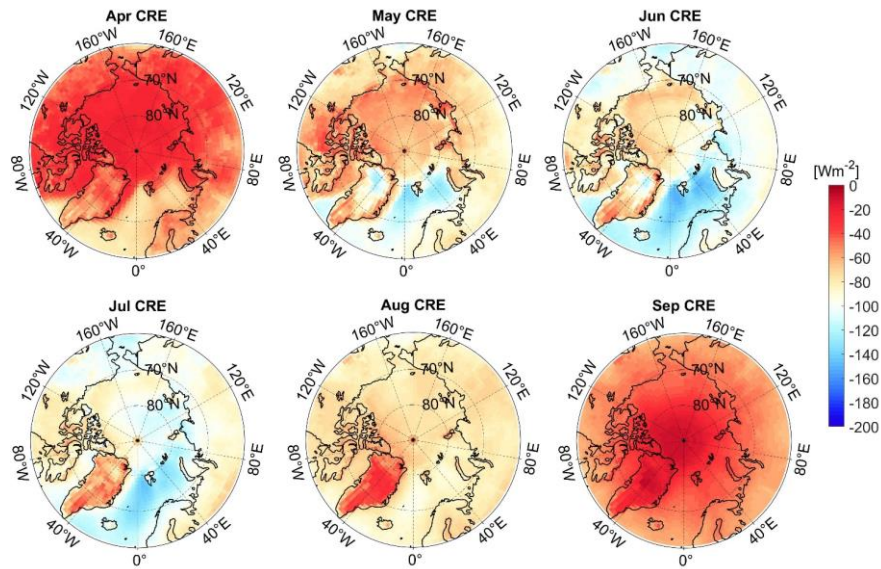 Apr CRE
May CRE
Jun CRE
160°W
160°E
120°W
120°E
70°N
80°N
80°W
80°E
40°W
40°E
0°
160°W
160°E
120°W
120°E
70°N
80°N
80°W
80°E
40°W
40°E
0°
160°W
160°E
120°W
120°E
70°N
80°N
80°W
80°E
40°W
40°E
0°
[Wm-2]
0
-20
-40
-60
-80
-100
-120
-140
-160
-180
-200
Jul CRE
Aug CRE
Sep CRE
160°W
160°E
120°W
120°E
70°N
80°N
80°W
80°E
40°W
40°E
0°
160°W
160°E
120°W
120°E
70°N
80°N
80°W
80°E
40°W
40°E
0°
160°W
160°E
120°W
120°E
70°N
80°N
80°W
80°E
40°W
40°E
0°